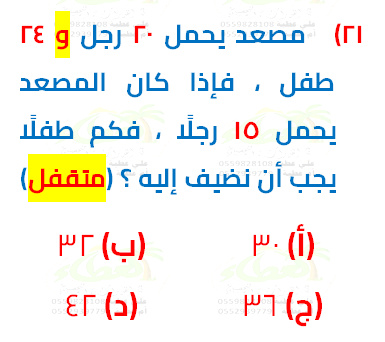 ٢١) مصعد يحمل ٢٠ رجل و ٢٤
طفل ، فإذا كان المصعد
يحمل ١٥ رجلًا ، فكم طفلًا
يجب أن نضيف إليه ؟ (متقفل)
(أ) ٣٠ (ب) ٣٢
(ج) ٣٦ (د) ٤٢